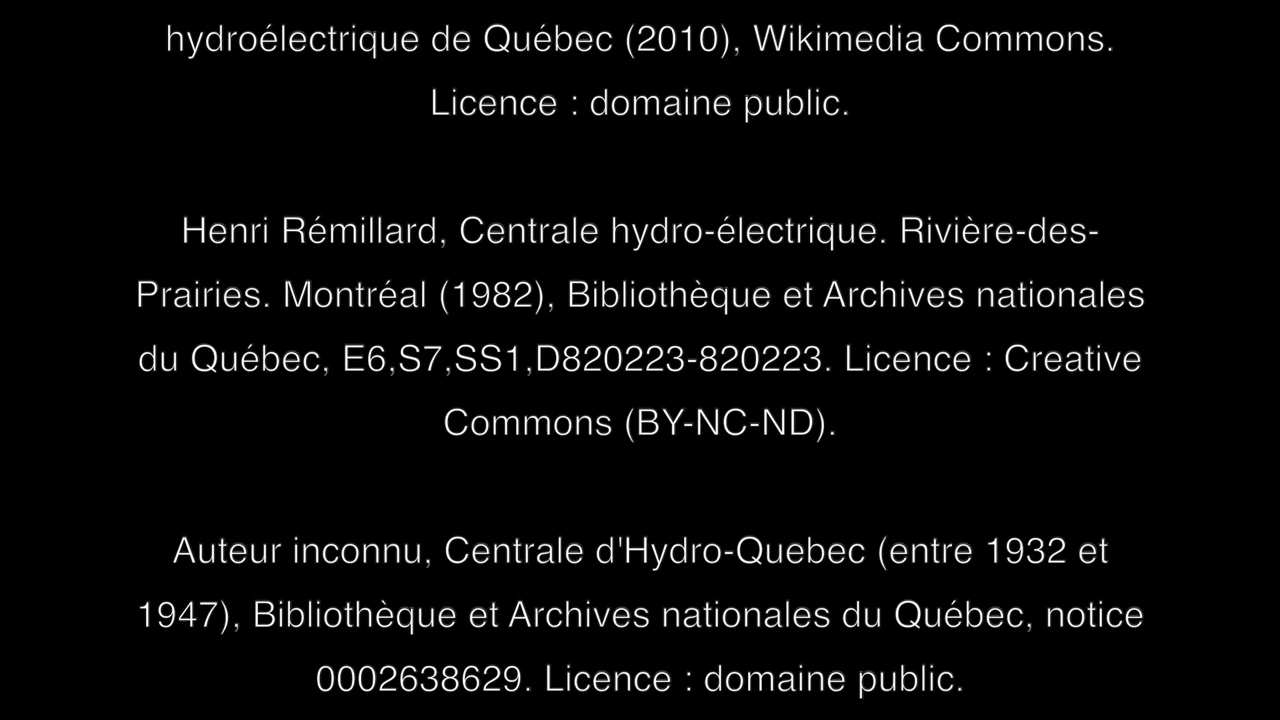 hydroélectrique de Québec (2010), Wikimedia Commons.
Licence : domaine public.
Henri Rémillard, Centrale hydro-électrique. Rivière-des-
Prairies. Montréal (1982), Bibliothèque et Archives nationales
du Québec, E6,S7,SS1,D820223-820223. Licence : Creative
Commons (BY-NC-ND).
Auteur inconnu, Centrale d'Hydro-Quebec (entre 1932 et
1947), Bibliothèque et Archives nationales du Québec, notice
0002638629. Licence : domaine public.